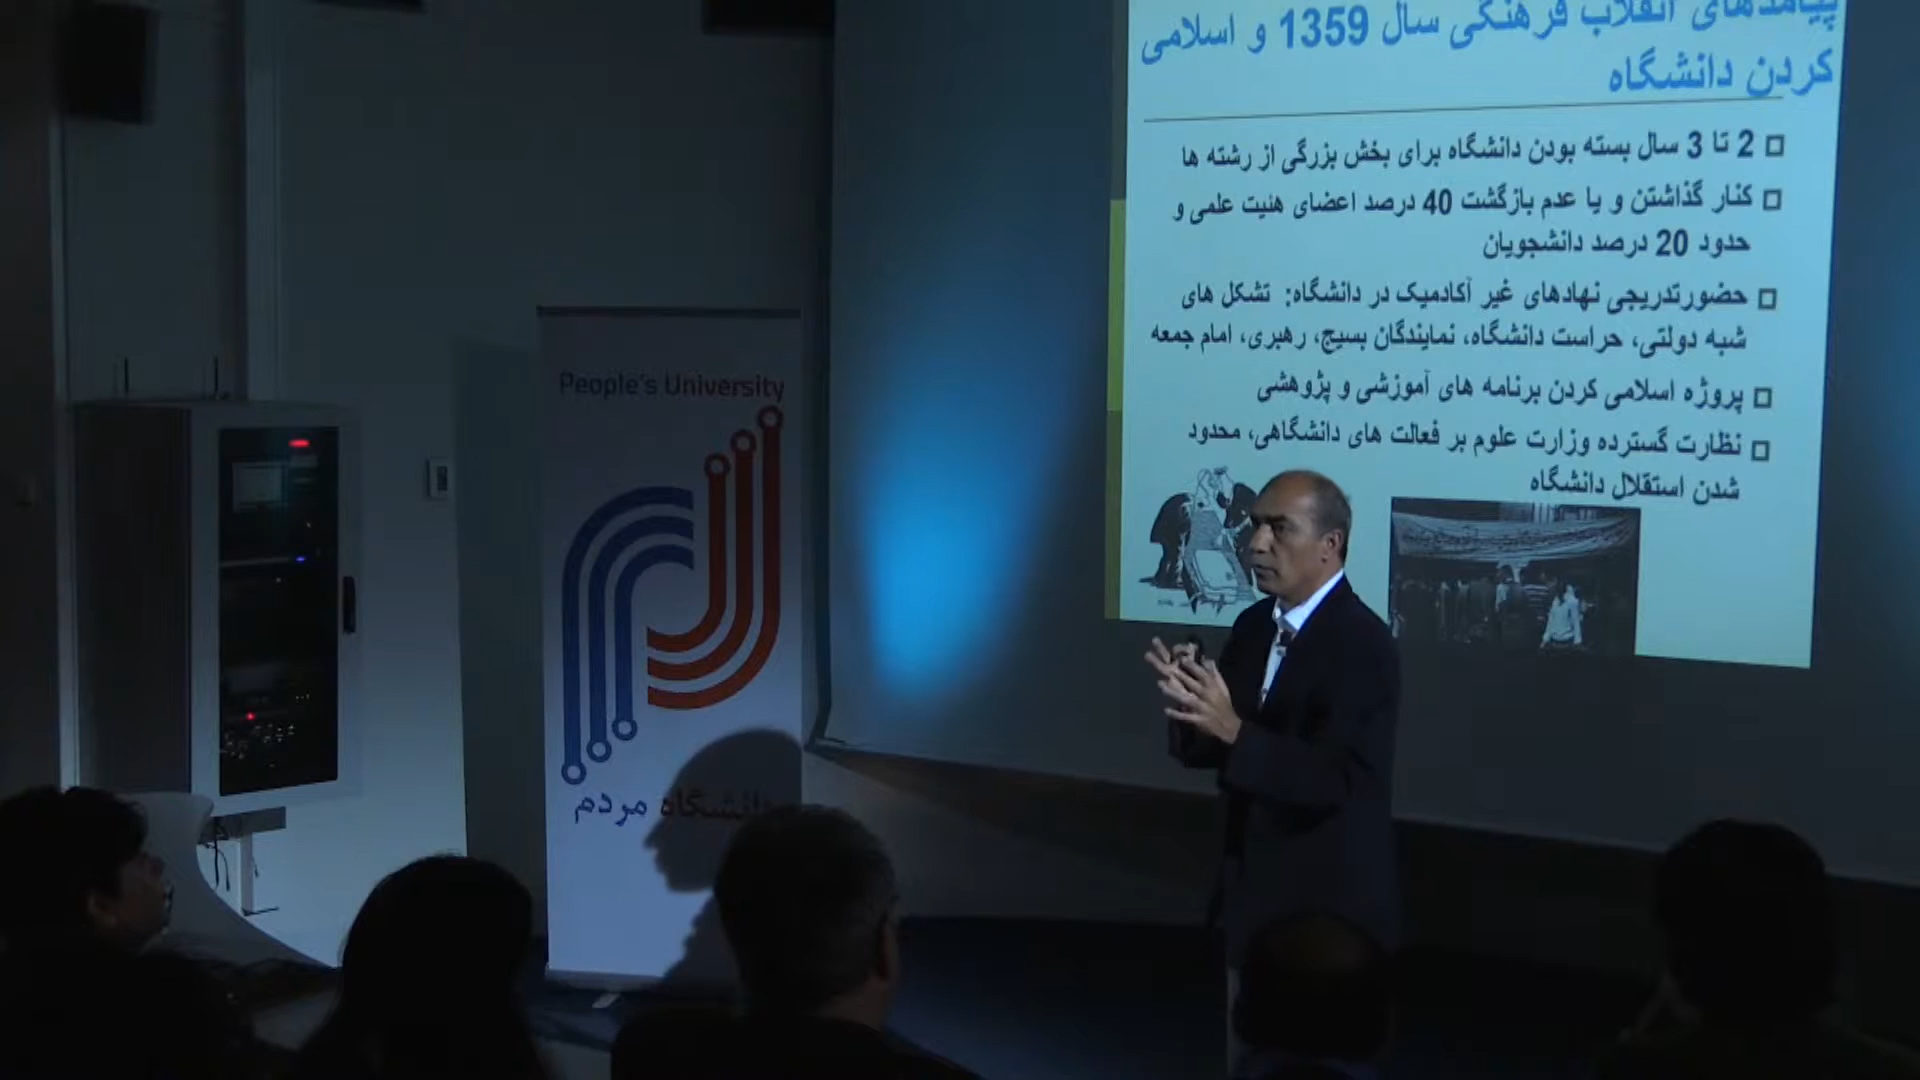 پیامدهای انقلاب فرهنگی سال 1359 و اسلامی
کردن دانشگاه
2 تا 3 سال بسته بودن دانشگاه برای بخش بزرگی از رشته ها
کنار گذاشتن و یا عدم بازگشت 40 درصد اعضای هئیت علمی و
حدود 20 درصد دانشجویان
حضورتدریجی نهادهای غیر آکادمیک در دانشگاه: تشکل های
شبه دولتی، حراست دانشگاه، نمایندگان بسیج، رهبری، امام جمعه
پروژه اسلامی کردن برنامه های آموزشی و پژوهشی
نظارت گسترده وزارت علوم بر فعالت های دانشگاهی، محدود
شدن استقلال دانشگاه
People's University
دانشگاه مردم